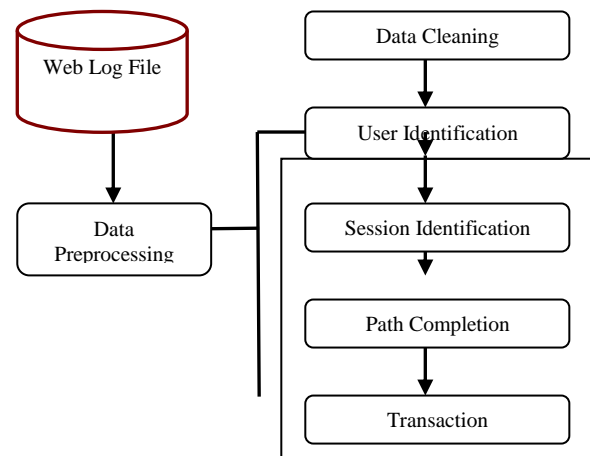 Web Log File
Data
Preprocessing
Data Cleaning
User Identification
Session Identification
Path Completion
Transaction